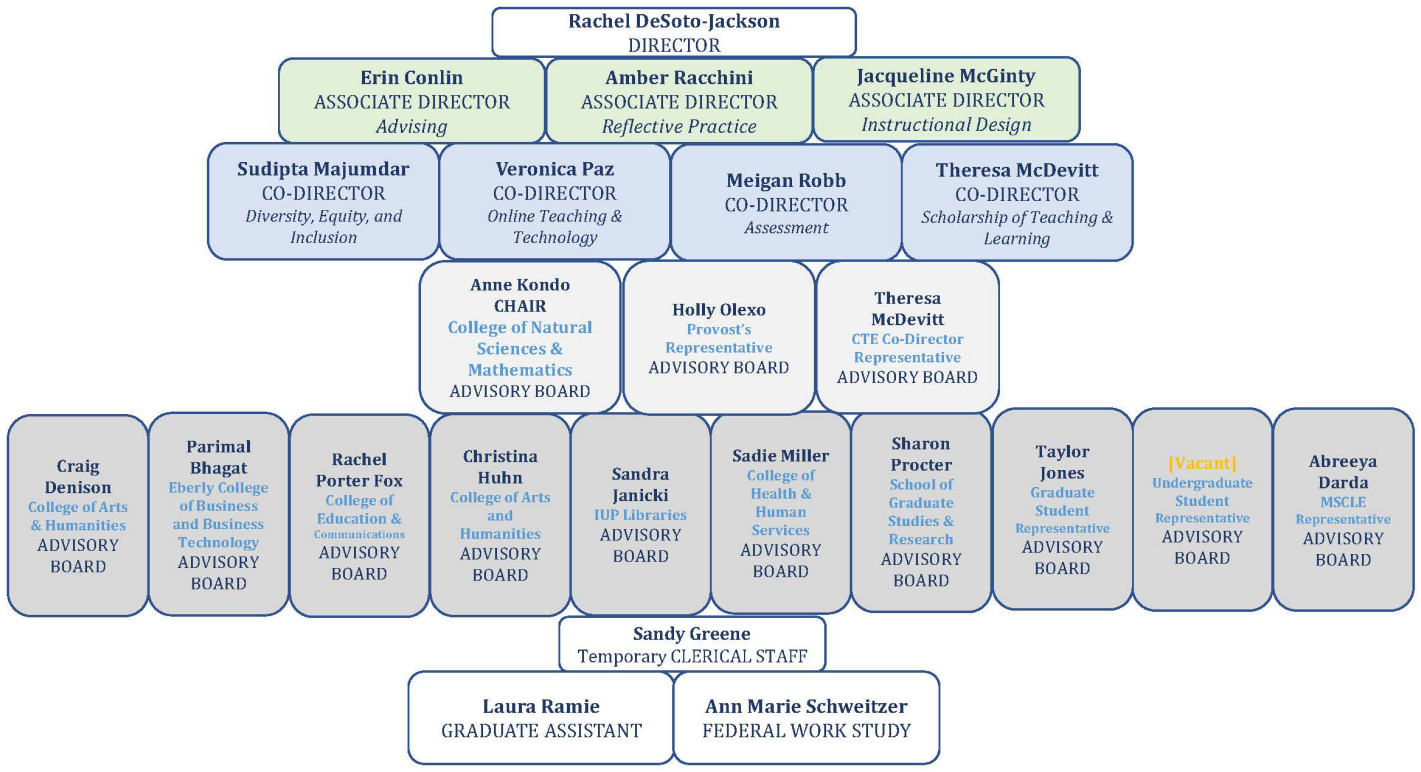 Rachel DeSoto-Jackson
DIRECTOR
Erin Conlin
ASSOCIATE DIRECTOR
Advising
Amber Racchini
ASSOCIATE DIRECTOR
Reflective Practice
Jacqueline McGinty
ASSOCIATE DIRECTOR
Instructional Design
Sudipta Majumdar
CO-DIRECTOR
Diversity, Equity, and
Inclusion
Veronica Paz
CO-DIRECTOR
Online Teaching &
Technology
Meigan Robb
CO-DIRECTOR
Assessment
Theresa McDevitt
CO-DIRECTOR
Scholarship of Teaching &
Learning
Anne Kondo
CHAIR
College of Natural
Sciences &
Mathematics
ADVISORY BOARD
Holly Olexo
Provost's
Representative
ADVISORY BOARD
Theresa
McDevitt
CTE Co-Director
Representative
ADVISORY BOARD
Craig
Denison
College of Arts
& Humanities
ADVISORY
BOARD
Parimal
Bhagat
Eberly College
of Business
and Business
Technology
ADVISORY
BOARD
Rachel
Porter Fox
College of
Education &
Communications
ADVISORY
BOARD
Christina
Huhn
College of Arts
and
Humanities
ADVISORY
BOARD
Sandra
Janicki
IUP Libraries
ADVISORY
BOARD
Sadie Miller
College of
Health &
Human
Services
ADVISORY
BOARD
Sharon
Procter
School of
Graduate
Studies &
Research
ADVISORY
BOARD
Taylor
Jones
Graduate
Student
Representative
ADVISORY
BOARD
[Vacant]
Undergraduate
Student
Representative
ADVISORY
BOARD
Abreeya
Darda
MSCLE
Representative
ADVISORY
BOARD
Sandy Greene
Temporary CLERICAL STAFF
Laura Ramie
GRADUATE ASSISTANT
Ann Marie Schweitzer
FEDERAL WORK STUDY